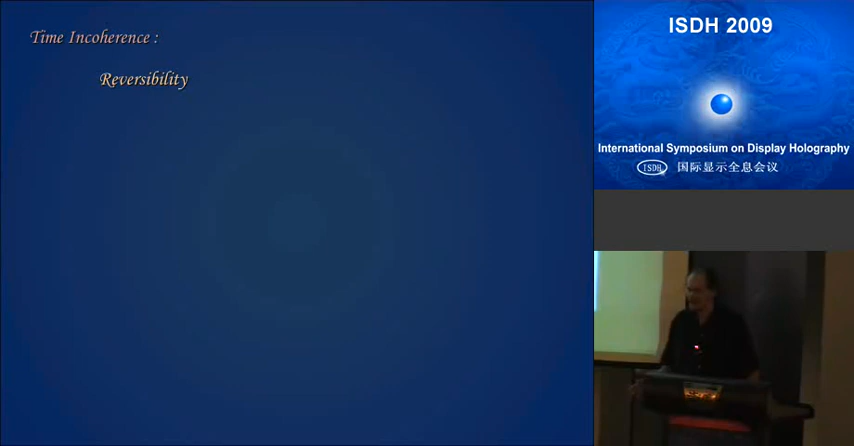 Time Incoherence :
Reversibility
ISDH 2009
International Symposium on Display Holography
ISDH 国际显示全息会议